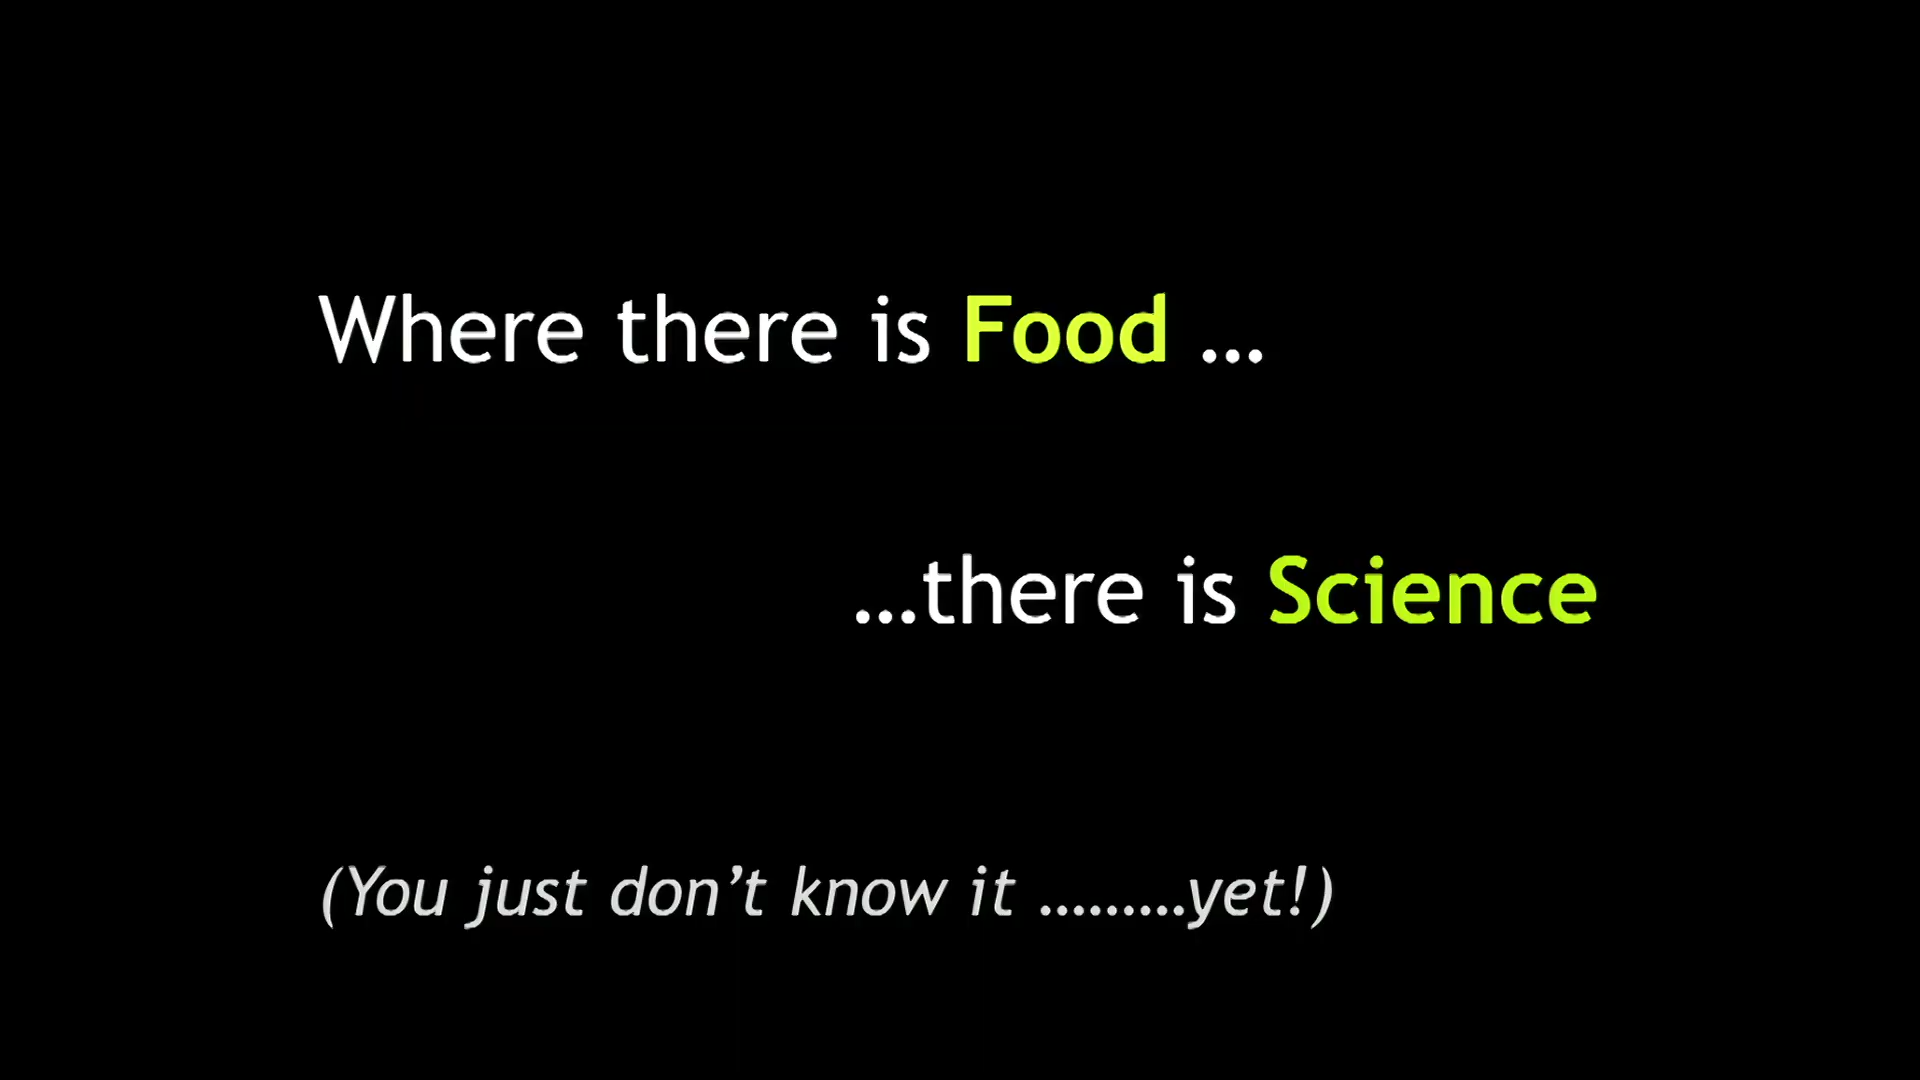 Where there is Food ...
...there is Science
(You just don’t know it .........yet!)